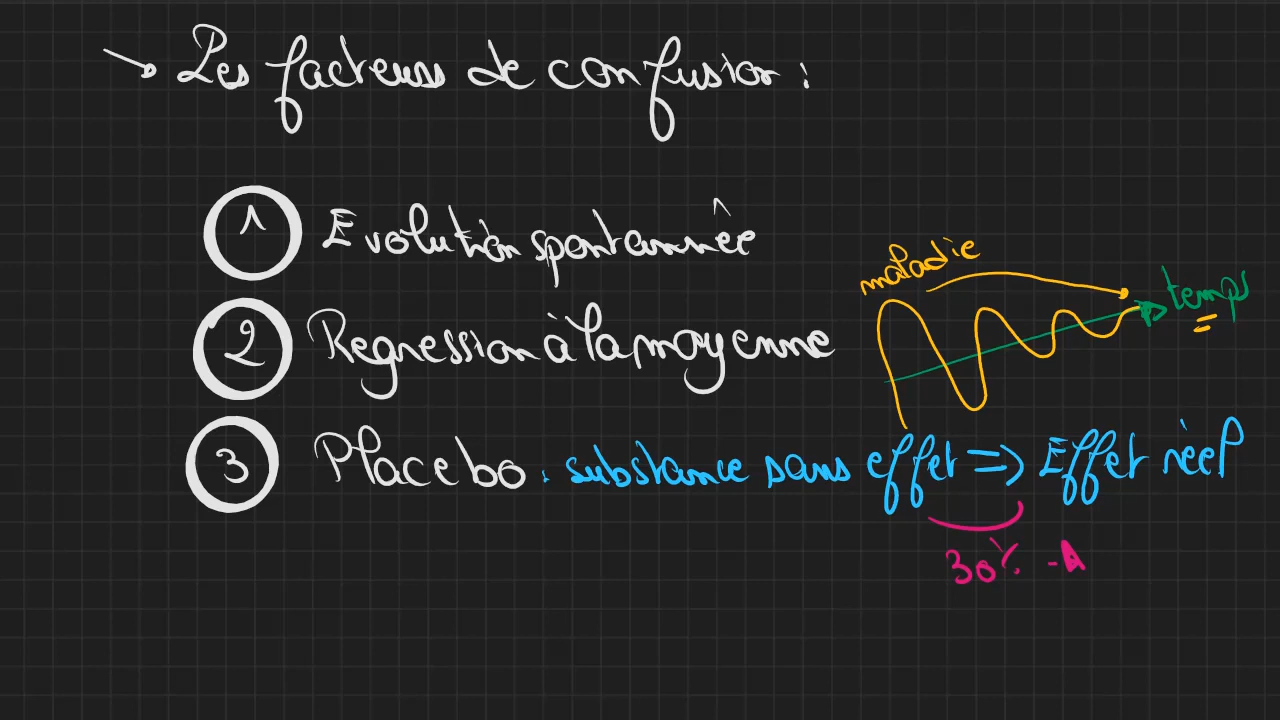 → Les facteurs de confusion :
1 Evolution spontannée
maladie
temps
2 Regression à la moyenne
3 Placebo : substance sans effet => Effet réel
30% -A